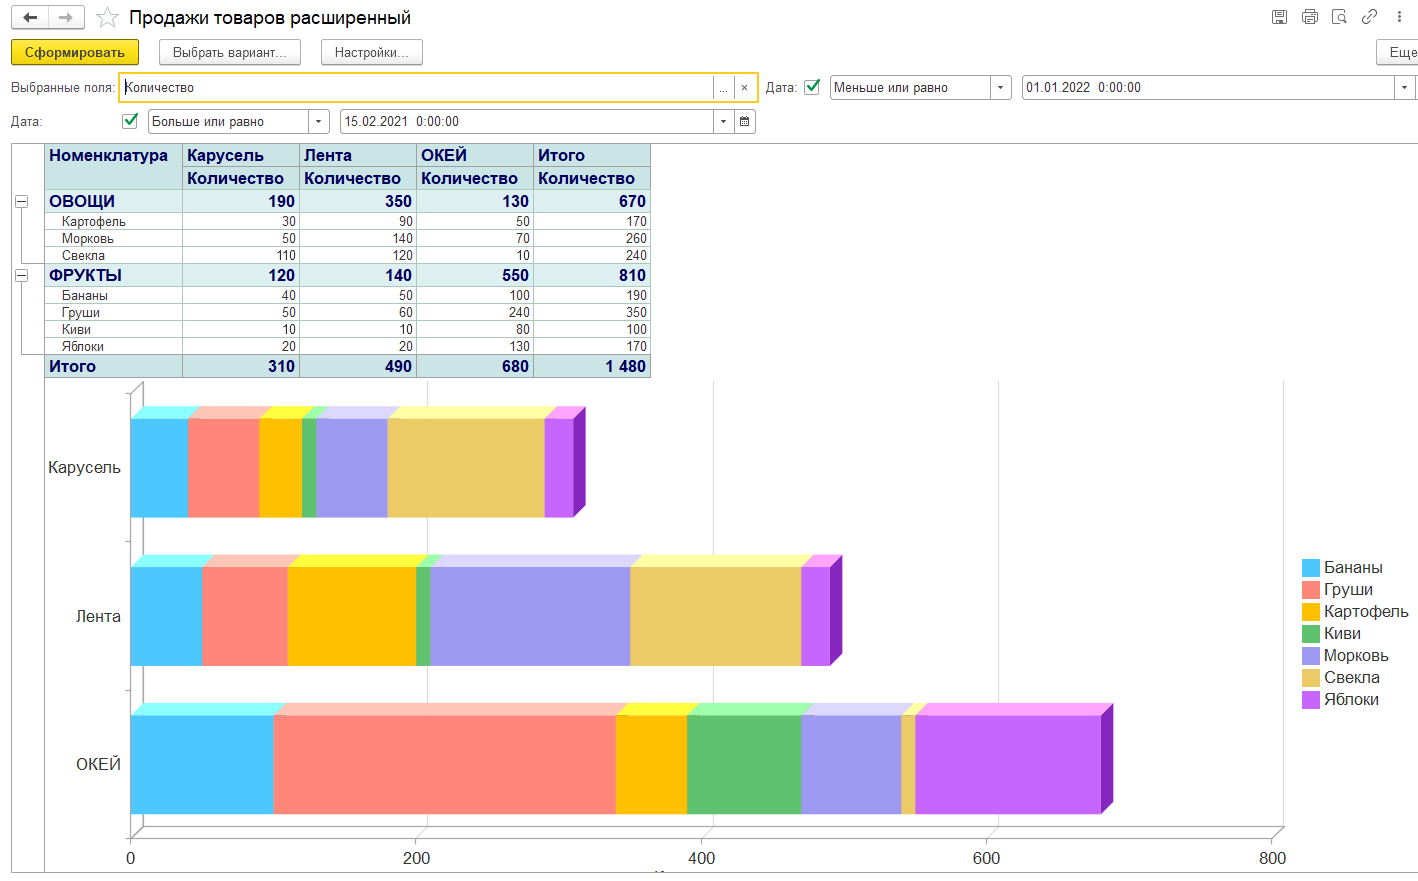 Продажи товаров расширенный
Сформировать Выбрать вариант... Настройки... Еще
Выбранные поля: Количество ... × Дата: Меньше или равно 01.01.2022 0:00:00
Дата: Больше или равно 15.02.2021 0:00:00
Номенклатура Карусель Лента ОКЕЙ Итого
Количество Количество Количество Количество
ОВОЩИ 190 350 130 670
Картофель 30 90 50 170
Морковь 50 140 70 260
Свекла 110 120 10 240
ФРУКТЫ 120 140 550 810
Бананы 40 50 100 190
Груши 50 60 240 350
Киви 10 10 80 100
Яблоки 20 20 130 170
Итого 310 490 680 1 480
Карусель
Лента
ОКЕЙ
0 200 400 600 800
Бананы
Груши
Картофель
Киви
Морковь
Свекла
Яблоки